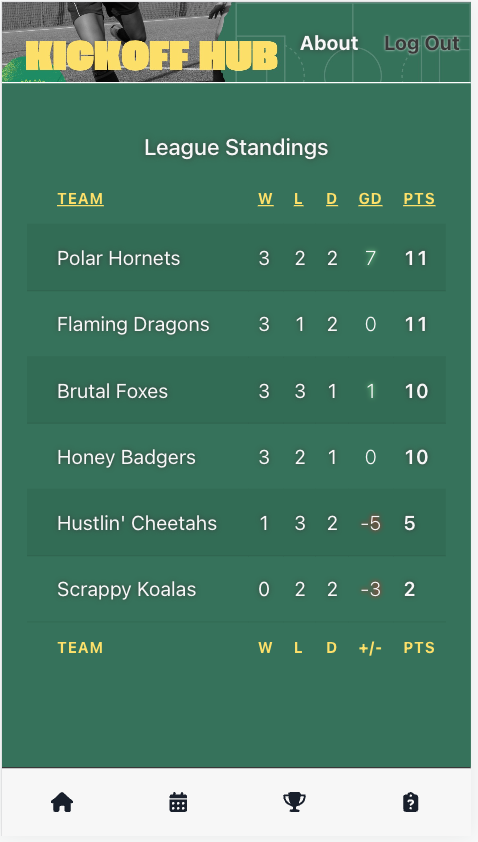 KICKOFF HUB About Log Out
League Standings
TEAM W L D GD PTS
Polar Hornets 3 2 2 7 11
Flaming Dragons 3 1 2 0 11
Brutal Foxes 3 3 1 1 10
Honey Badgers 3 2 1 0 10
Hustlin' Cheetahs 1 3 2 -5 5
Scrappy Koalas 0 2 2 -3 2
TEAM W L D +/- PTS